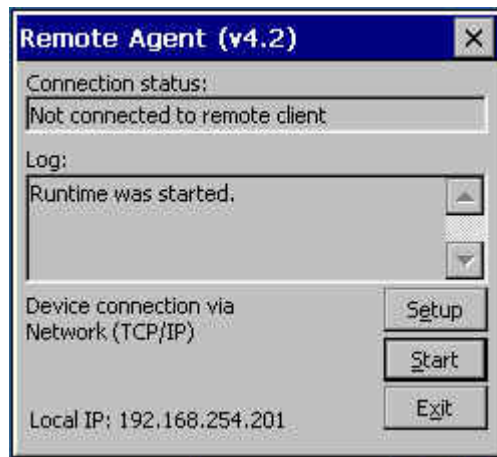 Remote Agent (v4.2)
Connection status:
Not connected to remote client
Log:
Runtime was started.
Device connection via
Network (TCP/IP)
Setup
Start
Exit
Local IP: 192.168.254.201